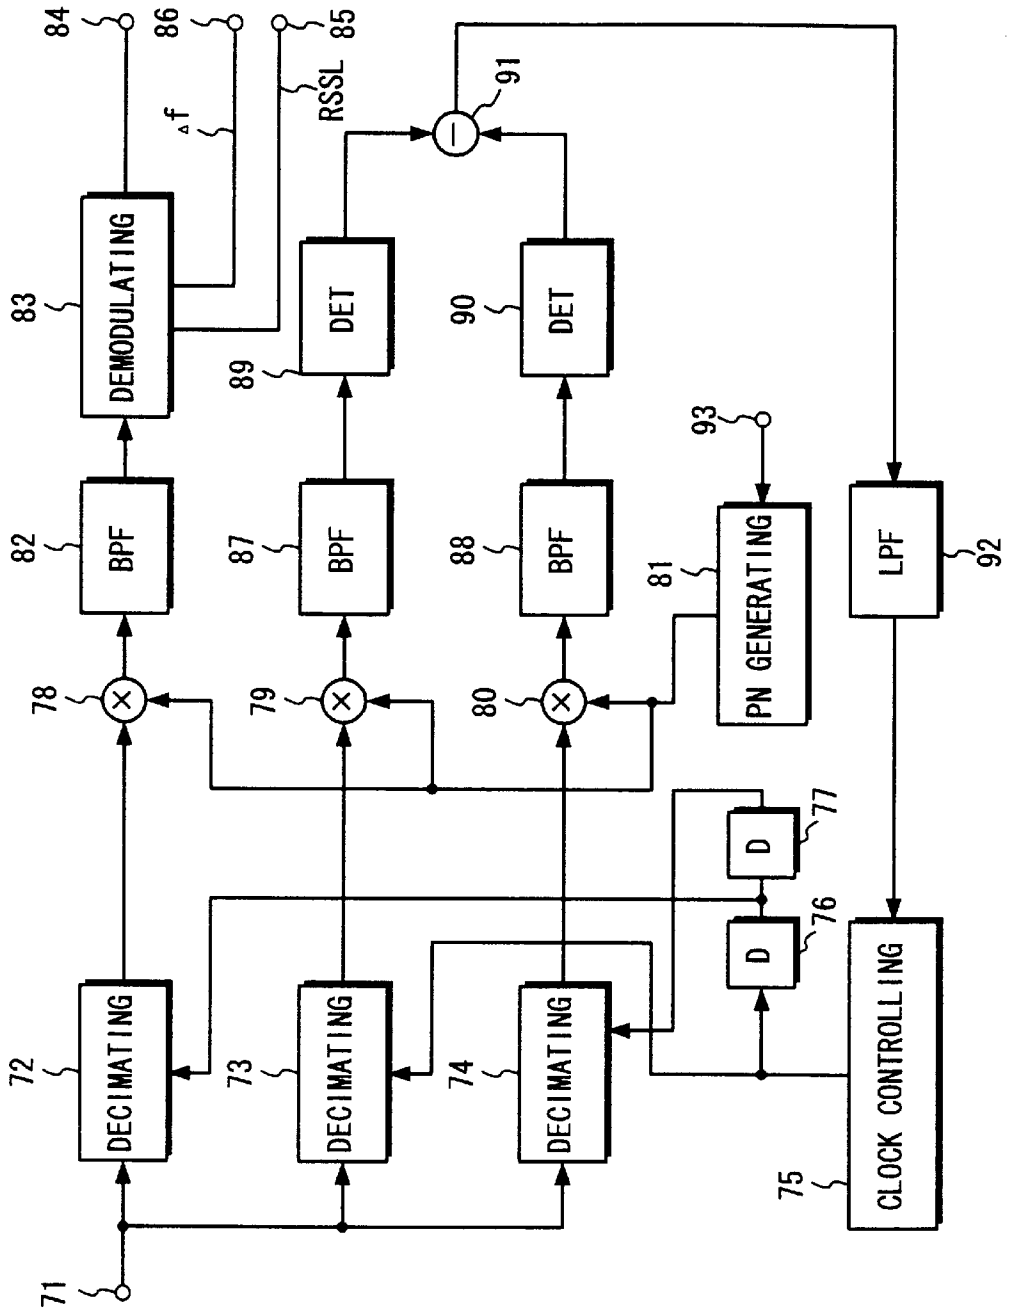 71
72
DECIMATING
78
82
BPF
83
DEMODULATING
84
Δf
86
RSSL
85
73
DECIMATING
79
87
BPF
89
DET
91
−
74
DECIMATING
80
88
BPF
90
DET
76
D
77
D
81
PN GENERATING
93
75
CLOCK CONTROLLING
LPF
92
×
×
×